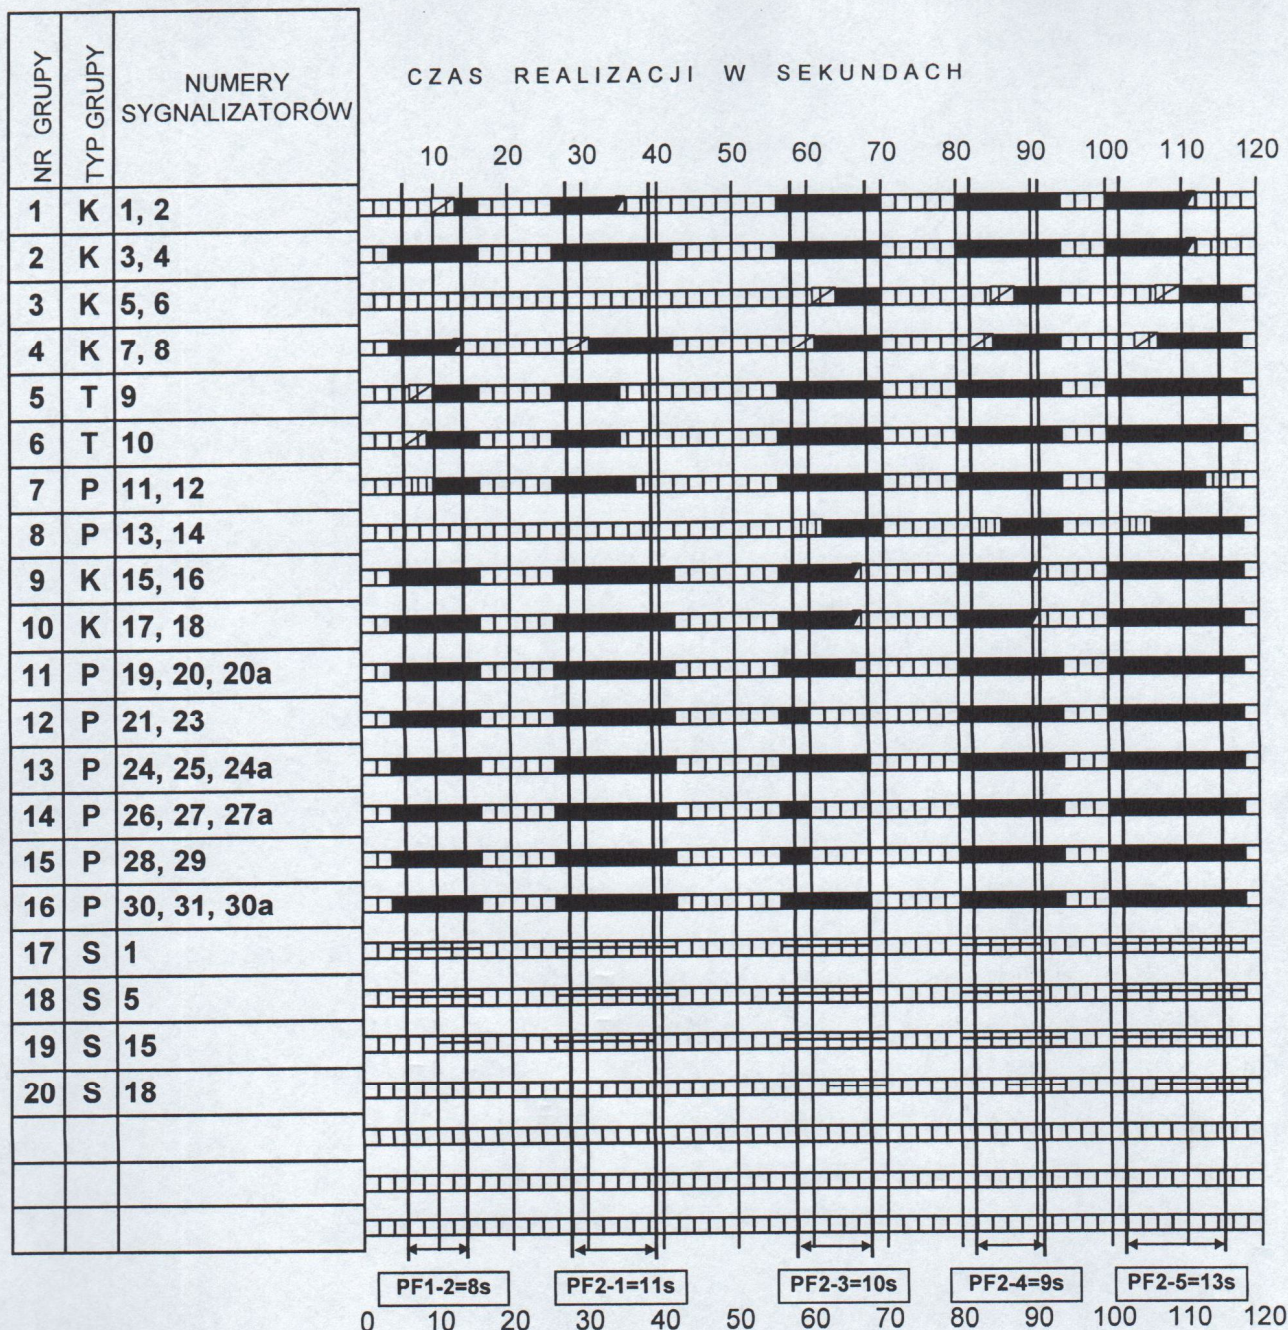 NR GRUPY
TYP GRUPY
NUMERY
SYGNALIZATORÓW
CZAS REALIZACJI W SEKUNDACH
10 20 30 40 50 60 70 80 90 100 110 120
1 K 1, 2
2 K 3, 4
3 K 5, 6
4 K 7, 8
5 T 9
6 T 10
7 P 11, 12
8 P 13, 14
9 K 15, 16
10 K 17, 18
11 P 19, 20, 20a
12 P 21, 23
13 P 24, 25, 24a
14 P 26, 27, 27a
15 P 28, 29
16 P 30, 31, 30a
17 S 1
18 S 5
19 S 15
20 S 18
PF1-2=8s PF2-1=11s PF2-3=10s PF2-4=9s PF2-5=13s
0 10 20 30 40 50 60 70 80 90 100 110 120